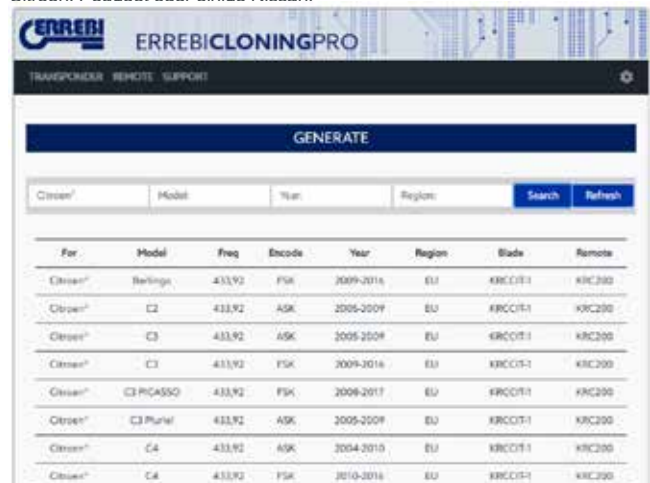 ERREBI ERREBICLONINGPRO
TRANSPONDER REMOTE SUPPORT
GENERATE
Citroen* Model: Year: Region: Search Refresh
For Model Freq Encode Year Region Blade Remote
Citroen* Berlingo 433,92 FSK 2009-2016 EU KRCCIT-1 KRC200
Citroen* C2 433,92 ASK 2005-2009 EU KRCCIT-1 KRC200
Citroen* C3 433,92 ASK 2005-2009 EU KRCCIT-1 KRC200
Citroen* C3 433,92 FSK 2009-2016 EU KRCCIT-1 KRC200
Citroen* C3 PICASSO 433,92 FSK 2008-2017 EU KRCCIT-1 KRC200
Citroen* C3 Pluriel 433,92 ASK 2005-2009 EU KRCCIT-1 KRC200
Citroen* C4 433,92 ASK 2004-2010 EU KRCCIT-1 KRC200
Citroen* C4 433,92 FSK 2010-2016 EU KRCCIT-1 KRC200